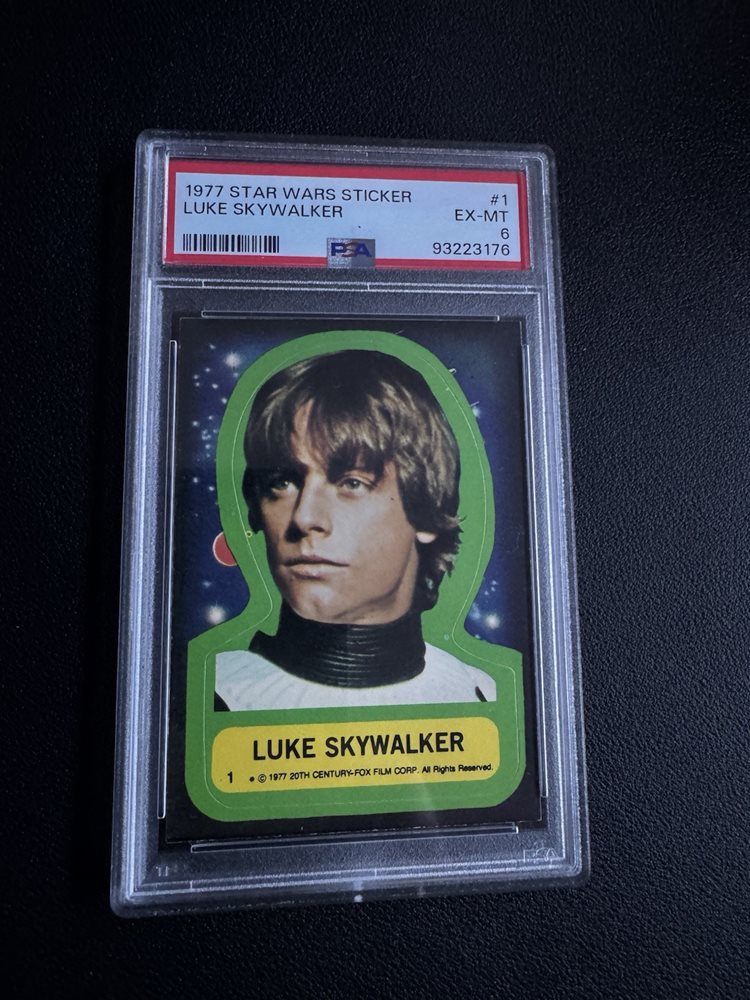 1977 STAR WARS STICKER #1
LUKE SKYWALKER EX-MT
6
PSA 93223176
LUKE SKYWALKER
1 * © 1977 20TH CENTURY-FOX FILM CORP. All Rights Reserved.